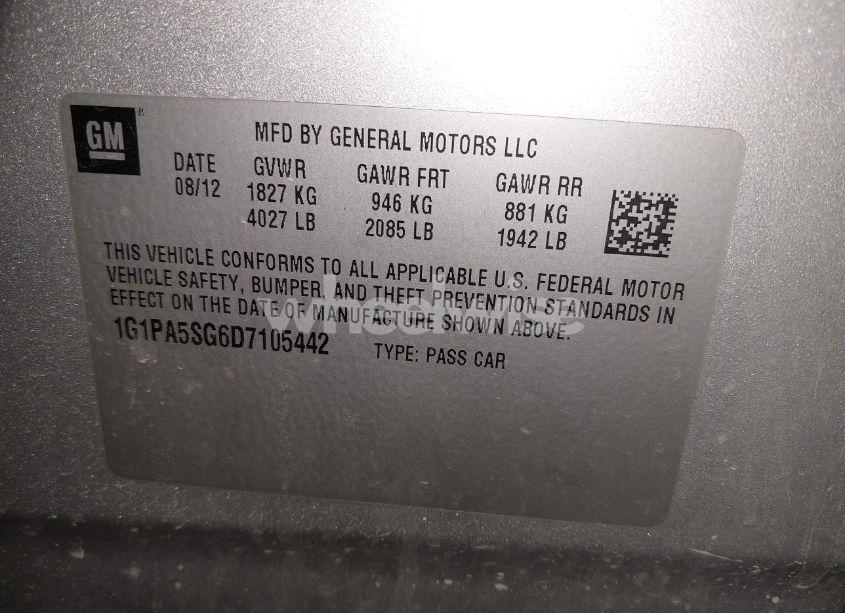 GM ®
MFD BY GENERAL MOTORS LLC
DATE GVWR GAWR FRT GAWR RR
08/12 1827 KG 946 KG 881 KG
4027 LB 2085 LB 1942 LB
THIS VEHICLE CONFORMS TO ALL APPLICABLE U.S. FEDERAL MOTOR
VEHICLE SAFETY, BUMPER, AND THEFT PREVENTION STANDARDS IN
EFFECT ON THE DATE OF MANUFACTURE SHOWN ABOVE.
1G1PA5SG6D7105442 TYPE: PASS CAR